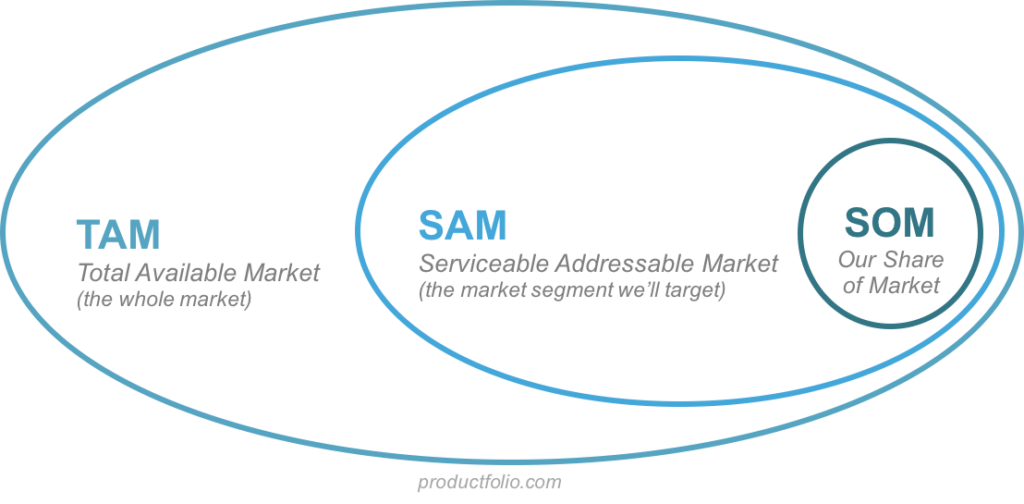 TAM
Total Available Market
(the whole market)
SAM
Serviceable Addressable Market
(the market segment we'll target)
SOM
Our Share
of Market
productfolio.com